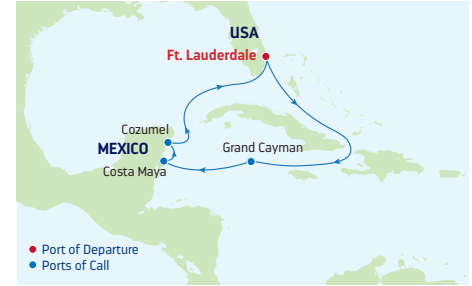 USA
Ft. Lauderdale
Cozumel
MEXICO
Grand Cayman
Costa Maya
Port of Departure
Ports of Call